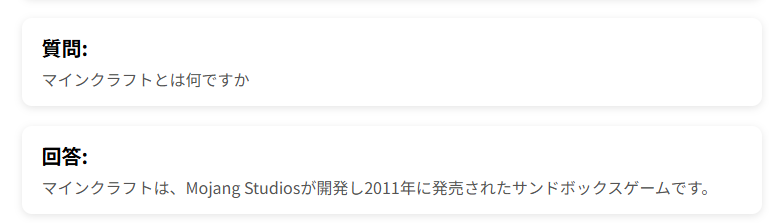 質問:
マインクラフトとは何ですか
回答:
マインクラフトは、Mojang Studiosが開発し2011年に発売されたサンドボックスゲームです。